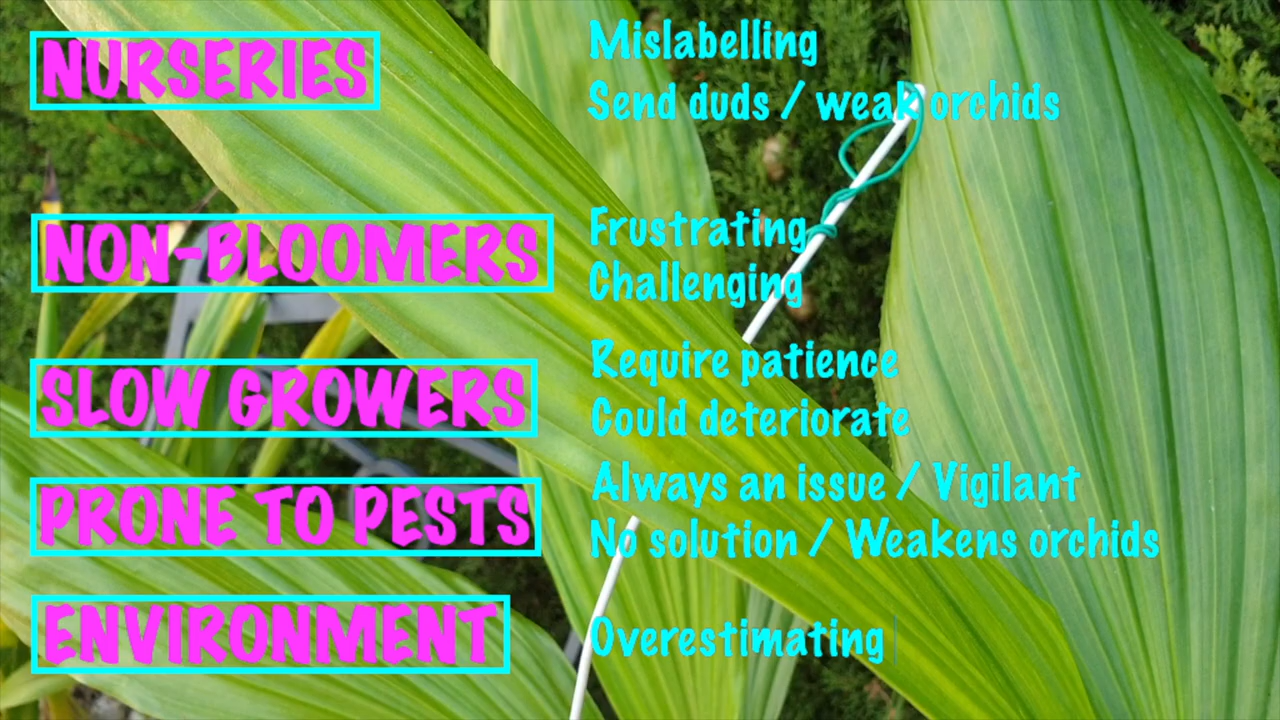 NURSERIES
Mislabelling
Send duds / weak orchids
NON-BLOOMERS
Frustrating
Challenging
SLOW GROWERS
Require patience
Could deteriorate
PRONE TO PESTS
Always an issue / Vigilant
No solution / Weakens orchids
ENVIRONMENT
Overestimating